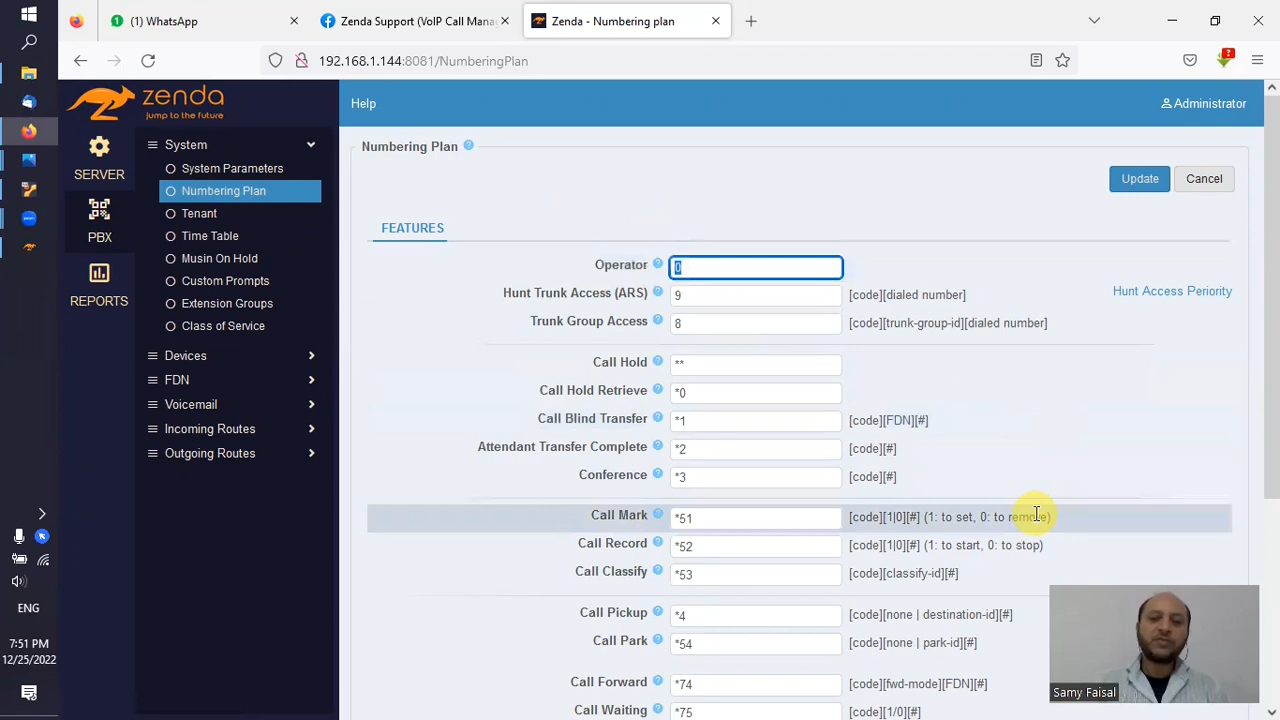 (1) WhatsApp
Zenda Support (VoIP Call Mana
Zenda - Numbering plan
192.168.1.144:8081/NumberingPlan
zenda
jump to the future
Help
Administrator
SERVER
PBX
REPORTS
System
System Parameters
Numbering Plan
Tenant
Time Table
Musin On Hold
Custom Prompts
Extension Groups
Class of Service
Devices
FDN
Voicemail
Incoming Routes
Outgoing Routes
Numbering Plan
Update
Cancel
FEATURES
Operator 0
Hunt Trunk Access (ARS) 9 [code][dialed number] Hunt Access Periority
Trunk Group Access 8 [code][trunk-group-id][dialed number]
Call Hold **
Call Hold Retrieve *0
Call Blind Transfer *1 [code][FDN][#]
Attendant Transfer Complete *2 [code][#]
Conference *3 [code][#]
Call Mark *51 [code][1|0][#] (1: to set, 0: to remove)
Call Record *52 [code][1|0][#] (1: to start, 0: to stop)
Call Classify *53 [code][classify-id][#]
Call Pickup *4 [code][none | destination-id][#]
Call Park *54 [code][none | park-id][#]
Call Forward *74 [code][fwd-mode][FDN][#]
Call Waiting *75 [code][1/0][#]
Samy Faisal
ENG
7:51 PM
12/25/2022